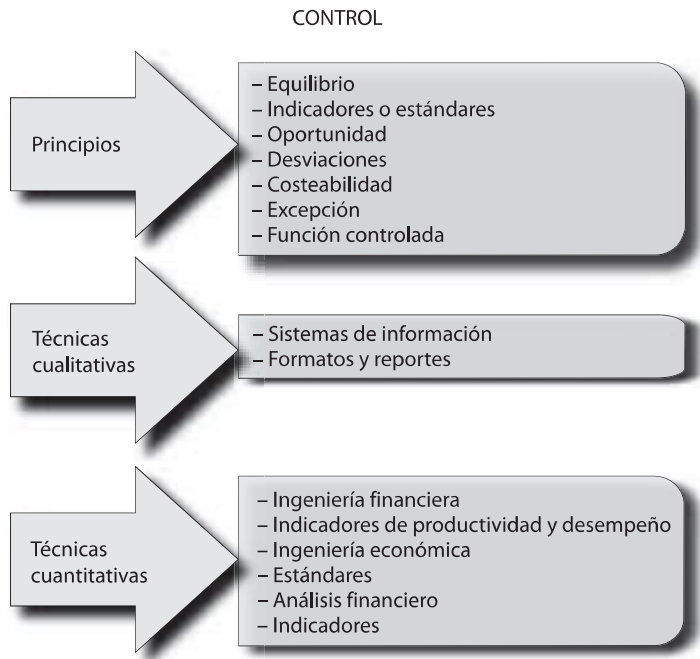 CONTROL
Principios
– Equilibrio
– Indicadores o estándares
– Oportunidad
– Desviaciones
– Costeabilidad
– Excepción
– Función controlada
Técnicas
cualitativas
– Sistemas de información
– Formatos y reportes
Técnicas
cuantitativas
– Ingeniería financiera
– Indicadores de productividad y desempeño
– Ingeniería económica
– Estándares
– Análisis financiero
– Indicadores